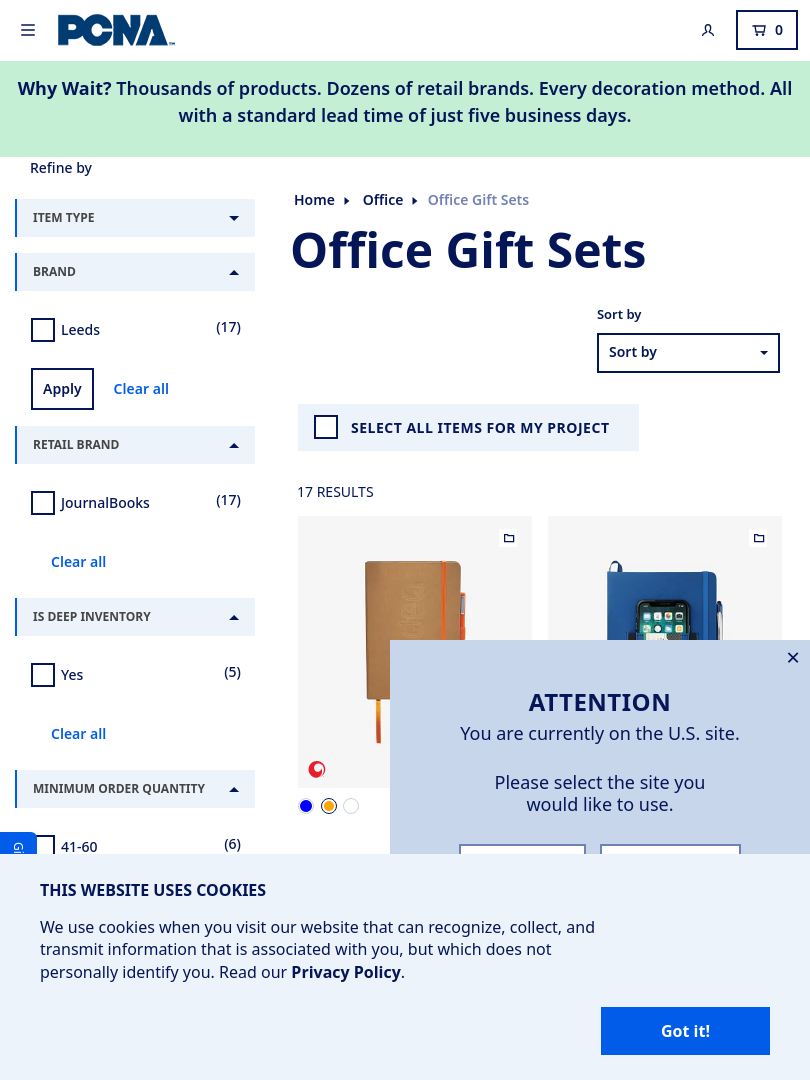 PCNA
0
Why Wait? Thousands of products. Dozens of retail brands. Every decoration method. All
with a standard lead time of just five business days.
Refine by
Home
Office
Office Gift Sets
ITEM TYPE
Office Gift Sets
BRAND
Sort by
Leeds
(17)
Sort by
Apply
Clear all
SELECT ALL ITEMS FOR MY PROJECT
RETAIL BRAND
17 RESULTS
JournalBooks
(17)
Clear all
IS DEEP INVENTORY
Yes
(5)
ATTENTION
You are currently on the U.S. site.
Please select the site you
would like to use.
Clear all
MINIMUM ORDER QUANTITY
41-60
(6)
THIS WEBSITE USES COOKIES
We use cookies when you visit our website that can recognize, collect, and
transmit information that is associated with you, but which does not
personally identify you. Read our Privacy Policy.
Got it!